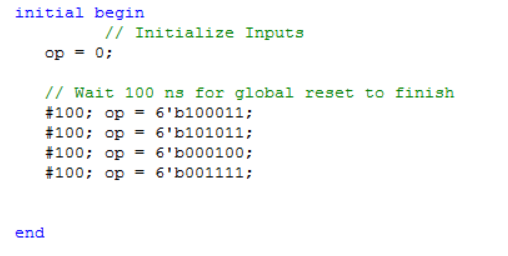 initial begin
// Initialize Inputs
op = 0;
// Wait 100 ns for global reset to finish
#100; op = 6'b100011;
#100; op = 6'b101011;
#100; op = 6'b000100;
#100; op = 6'b001111;
end